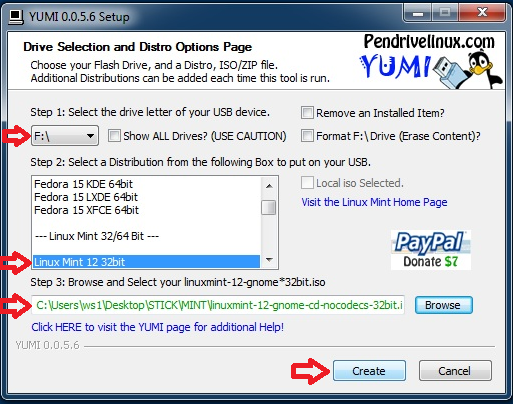 YUMI 0.0.5.6 Setup
Drive Selection and Distro Options Page
Choose your Flash Drive, and a Distro, ISO/ZIP file.
Additional Distributions can be added each time this tool is run.
Pendrivelinux.com
YUMI
Step 1: Select the drive letter of your USB device.
Remove an Installed Item?
F:\
Show ALL Drives? (USE CAUTION)
Format F:\ Drive (Erase Content)?
Step 2: Select a Distribution from the following Box to put on your USB.
Fedora 15 KDE 64bit
Fedora 15 LXDE 64bit
Fedora 15 XFCE 64bit
--- Linux Mint 32/64 Bit ---
Linux Mint 12 32bit
Local iso Selected.
Visit the Linux Mint Home Page
PayPal
Donate $7
Step 3: Browse and Select your linuxmint-12-gnome*32bit.iso
C:\Users\ws1\Desktop\STICK\MINT\linuxmint-12-gnome-cd-nocodecs-32bit.i
Browse
Click HERE to visit the YUMI page for additional Help!
YUMI 0.0.5.6
Create
Cancel